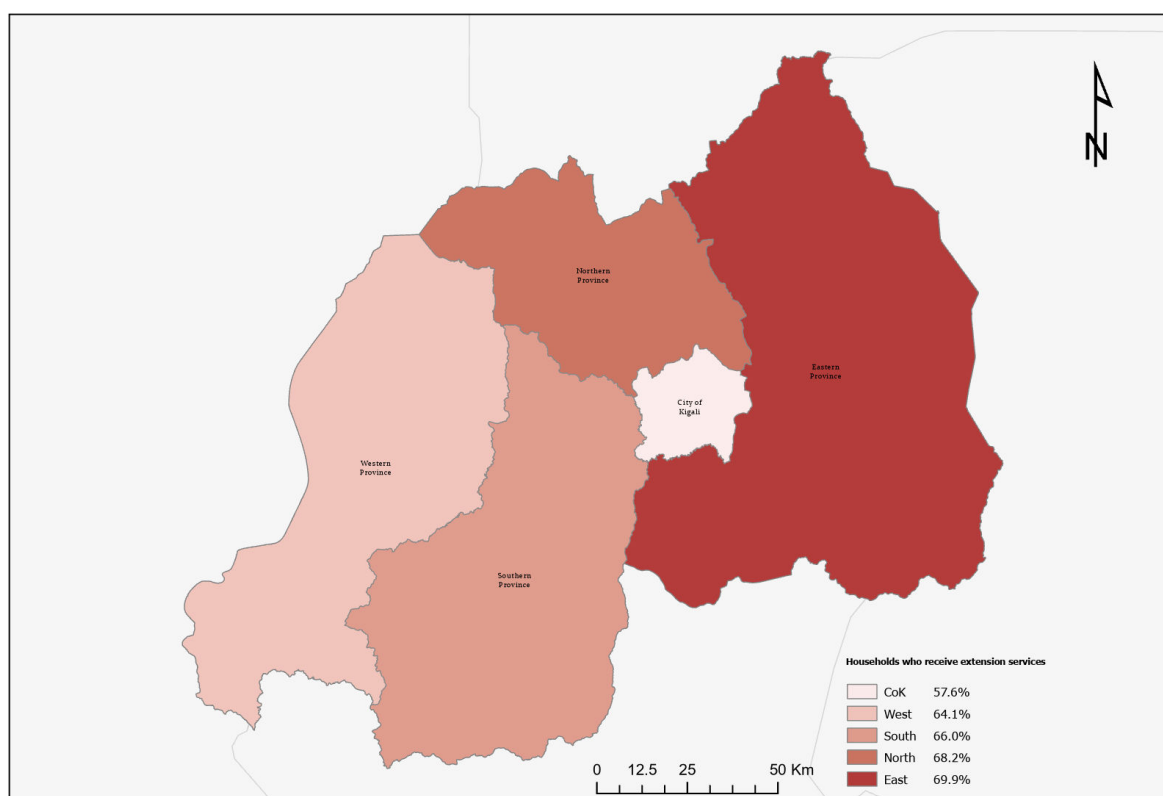 N
Northern
Province
Eastern
Province
City of
Kigali
Western
Province
Southern
Province
Households who receive extension services
CoK 57.6%
West 64.1%
South 66.0%
North 68.2%
East 69.9%
0 12.5 25 50 Km